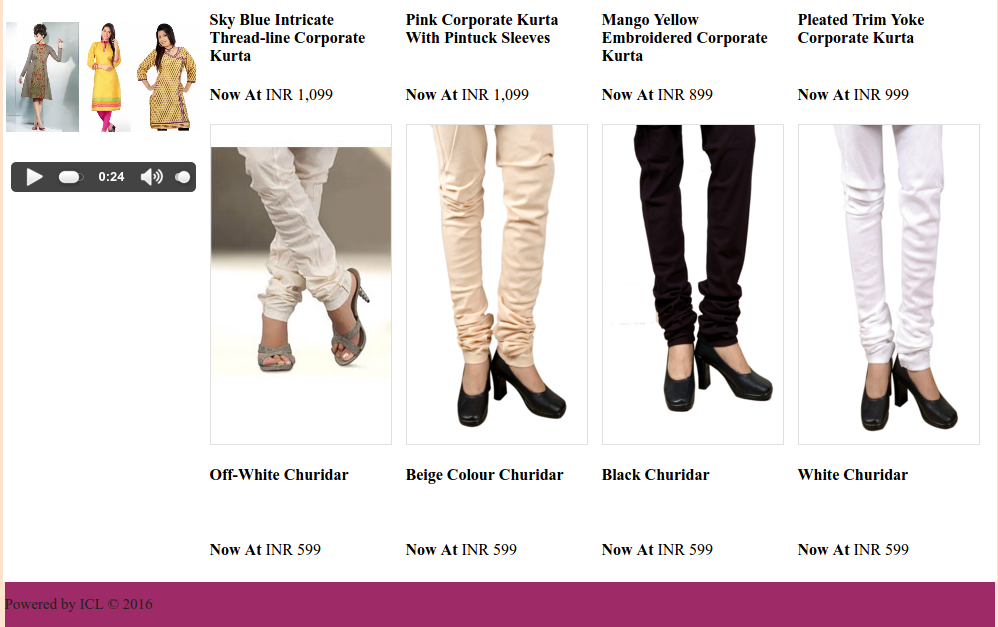 Sky Blue Intricate
Thread-line Corporate
Kurta
Now At INR 1,099
Pink Corporate Kurta
With Pintuck Sleeves
Now At INR 1,099
Mango Yellow
Embroidered Corporate
Kurta
Now At INR 899
Pleated Trim Yoke
Corporate Kurta
Now At INR 999
0:24
Off-White Churidar
Now At INR 599
Beige Colour Churidar
Now At INR 599
Black Churidar
Now At INR 599
White Churidar
Now At INR 599
Powered by ICL © 2016